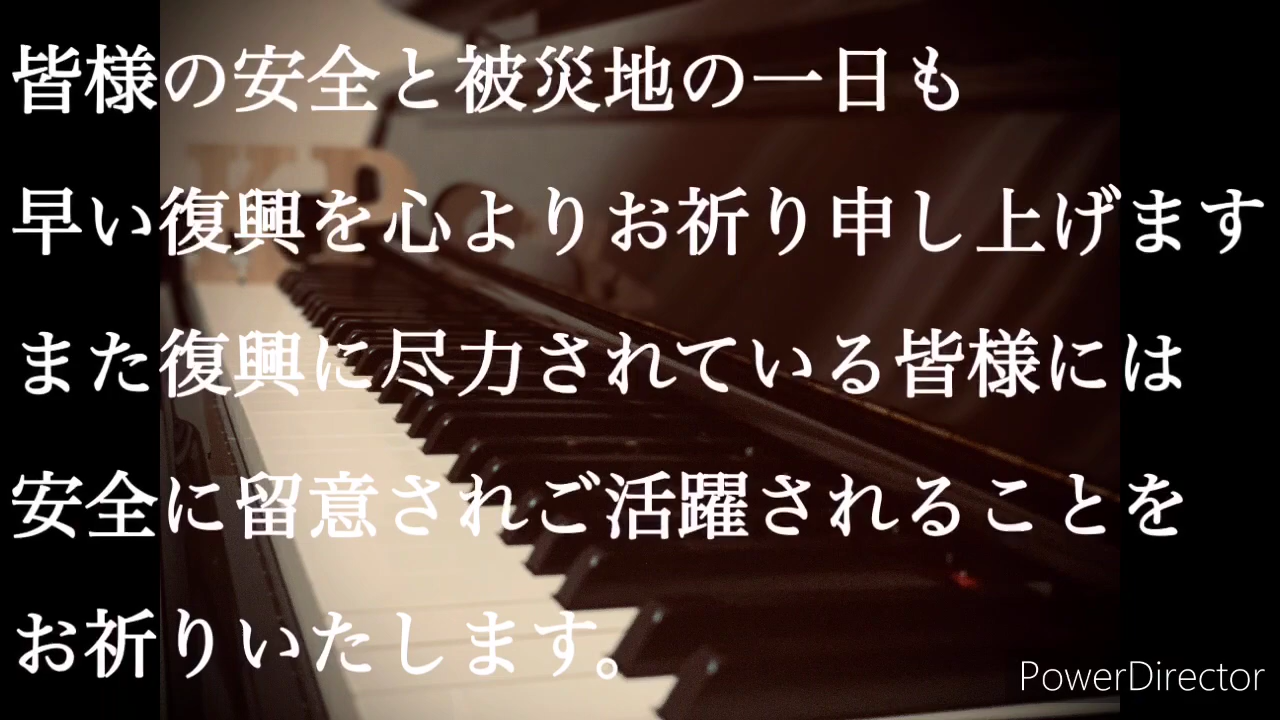 皆様の安全と被災地の一日も
早い復興を心よりお祈り申し上げます
また復興に尽力されている皆様には
安全に留意されご活躍されることを
お祈りいたします。
PowerDirector